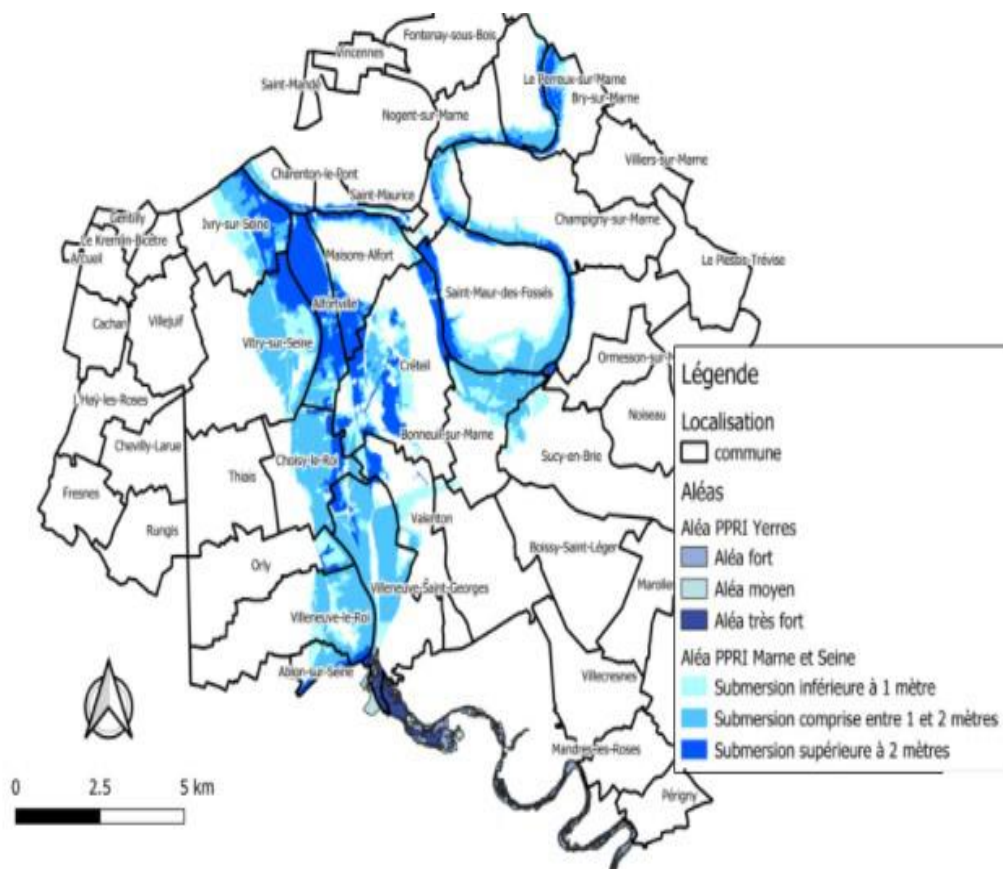 Fontenay-sous-Bois
Vincennes
Saint-Mandé
Le Perreux-sur-Marne
Bry-sur-Marne
Nogent-sur-Marne
Villiers-sur-Marne
Charenton-le-Pont
Saint-Maurice
Champigny-sur-Marne
Gentilly
Ivry-sur-Seine
Le Kremlin-Bicêtre
Arcueil
Maisons-Alfort
Le Plessis-Trévise
Saint-Maur-des-Fossés
Alfortville
Cachan
Villejuif
Vitry-sur-Seine
Créteil
Ormesson-sur-
L'Haÿ-les-Roses
Noiseau
Chevilly-Larue
Bonneuil-sur-Marne
Sucy-en-Brie
Choisy-le-Roi
Thiais
Fresnes
Rungis
Valenton
Boissy-Saint-Léger
Orly
Marolle
Villeneuve-Saint-Georges
Villeneuve-le-Roi
Ablon-sur-Seine
Villecresnes
Mandres-les-Roses
Périgny
Légende
Localisation
commune
Aléas
Aléa PPRI Yerres
Aléa fort
Aléa moyen
Aléa très fort
Aléa PPRI Marne et Seine
Submersion inférieure à 1 mètre
Submersion comprise entre 1 et 2 mètres
Submersion supérieure à 2 mètres
0 2.5 5 km